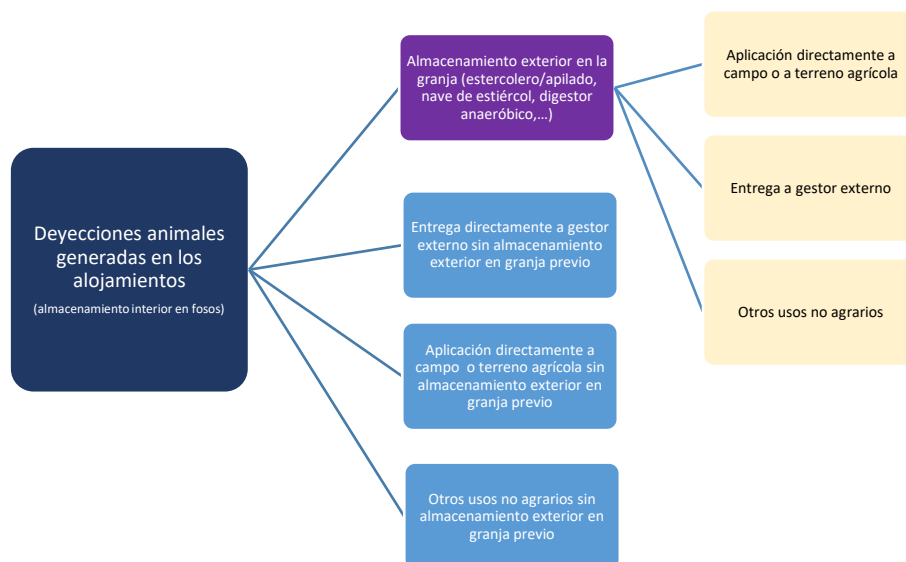 Deyecciones animales
generadas en los
alojamientos
(almacenamiento interior en fosos)
Almacenamiento exterior en la
granja (estercolero/apilado,
nave de estiércol, digestor
anaeróbico,...)
Entrega directamente a gestor
externo sin almacenamiento
exterior en granja previo
Aplicación directamente a
campo o terreno agrícola sin
almacenamiento exterior en
granja previo
Otros usos no agrarios sin
almacenamiento exterior en
granja previo
Aplicación directamente a
campo o a terreno agrícola
Entrega a gestor externo
Otros usos no agrarios